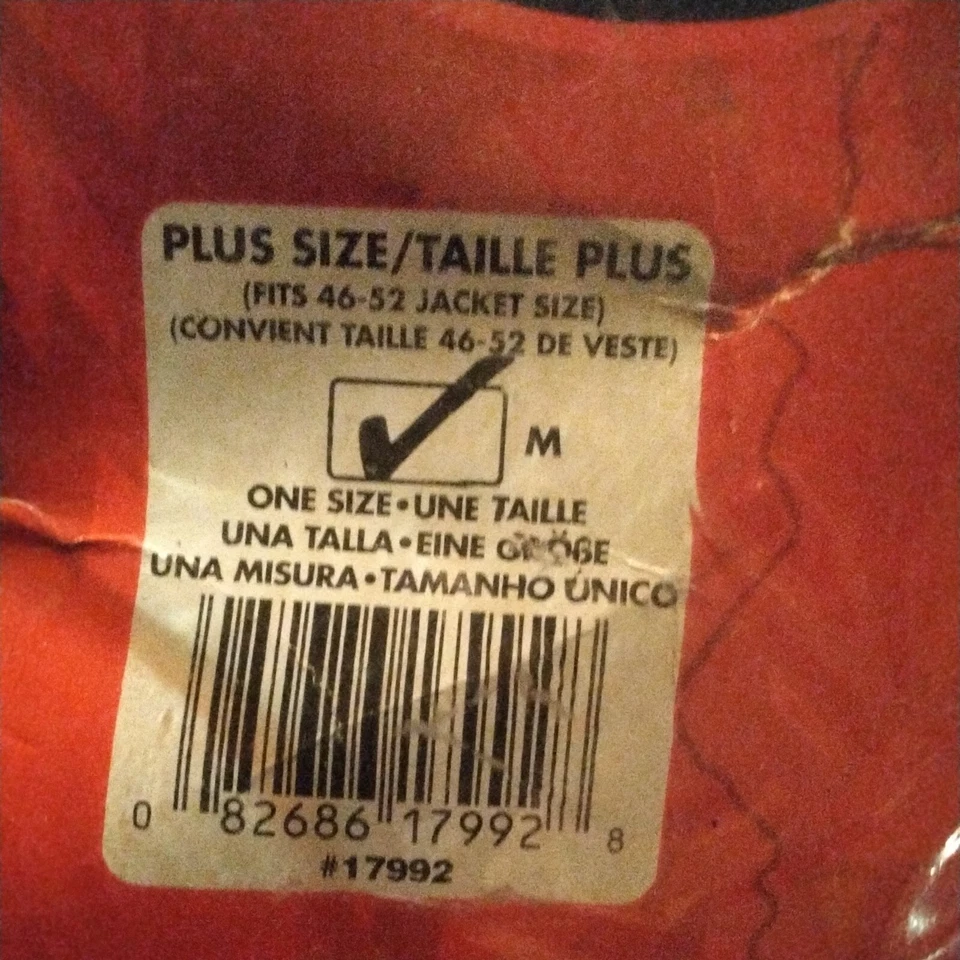 PLUS SIZE/TAILLE PLUS
(FITS 46-52 JACKET SIZE)
(CONVIENT TAILLE 46-52 DE VESTE)
M
ONE SIZE•UNE TAILLE
UNA TALLA•EINE GRÖßE
UNA MISURA•TAMANHO ÚNICO
0 82686 17992 8
#17992